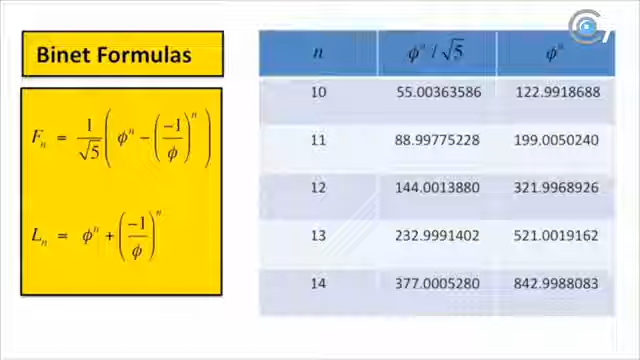 Binet Formulas
F_n = 1/√5 ( ϕ^n − (−1/ϕ)^n )
L_n = ϕ^n + (−1/ϕ)^n
n ϕ^n / √5 ϕ^n
10 55.00363586 122.9918688
11 88.99775228 199.0050240
12 144.0013880 321.9968926
13 232.9991402 521.0019162
14 377.0005280 842.9988083
7